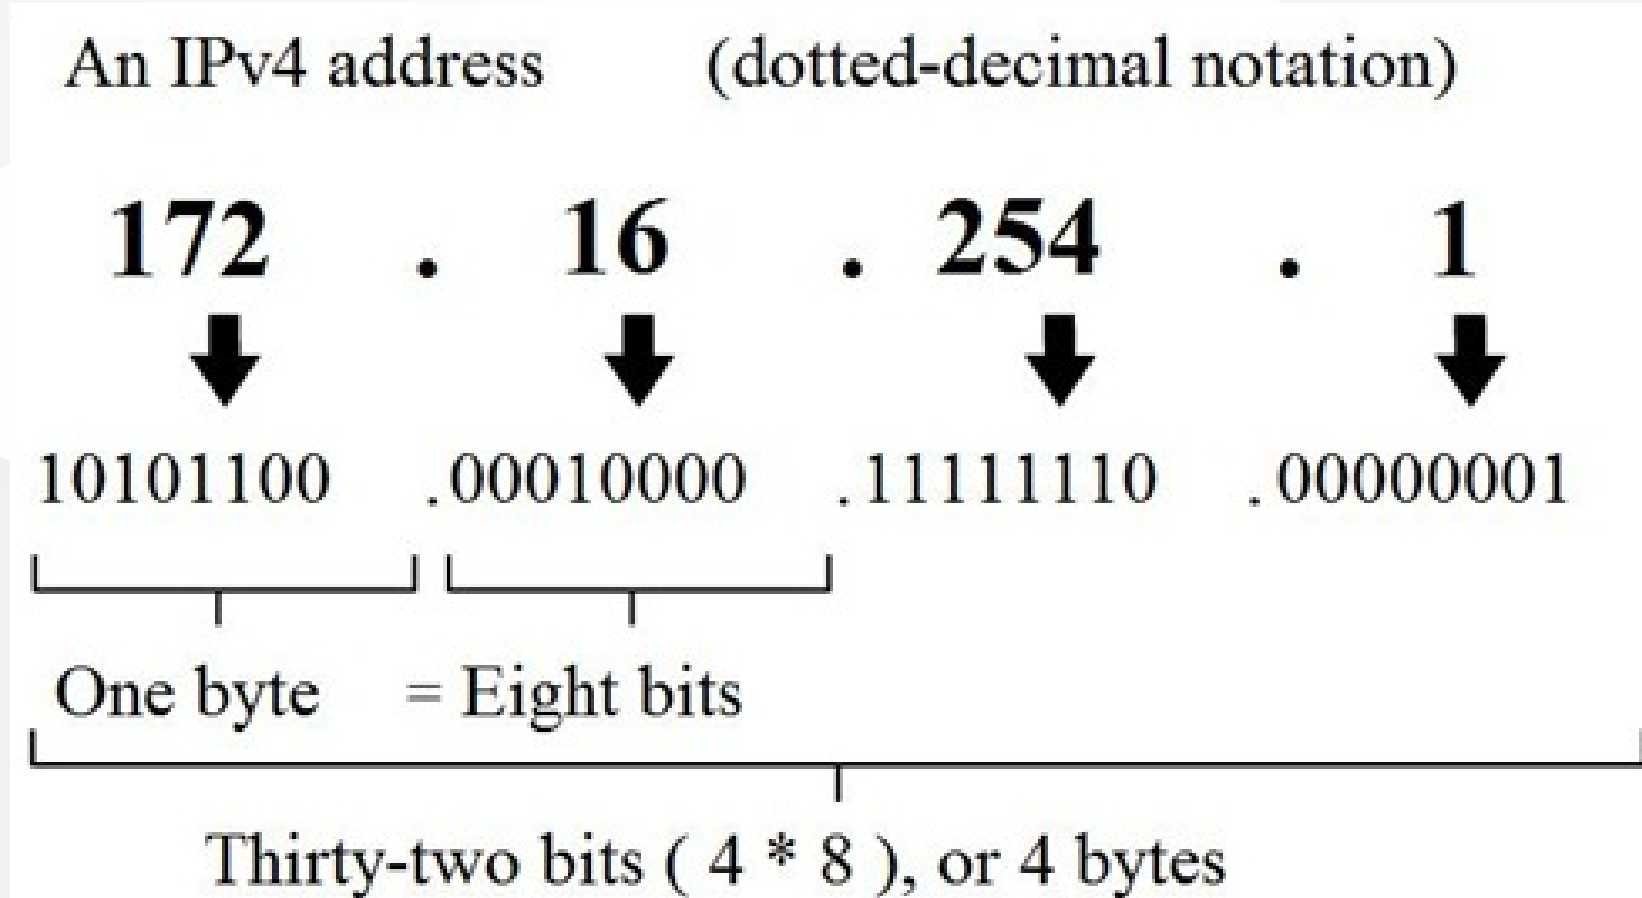 An IPv4 address (dotted-decimal notation)
172 . 16 . 254 . 1
10101100 .00010000 .11111110 .00000001
One byte = Eight bits
Thirty-two bits ( 4 * 8 ), or 4 bytes